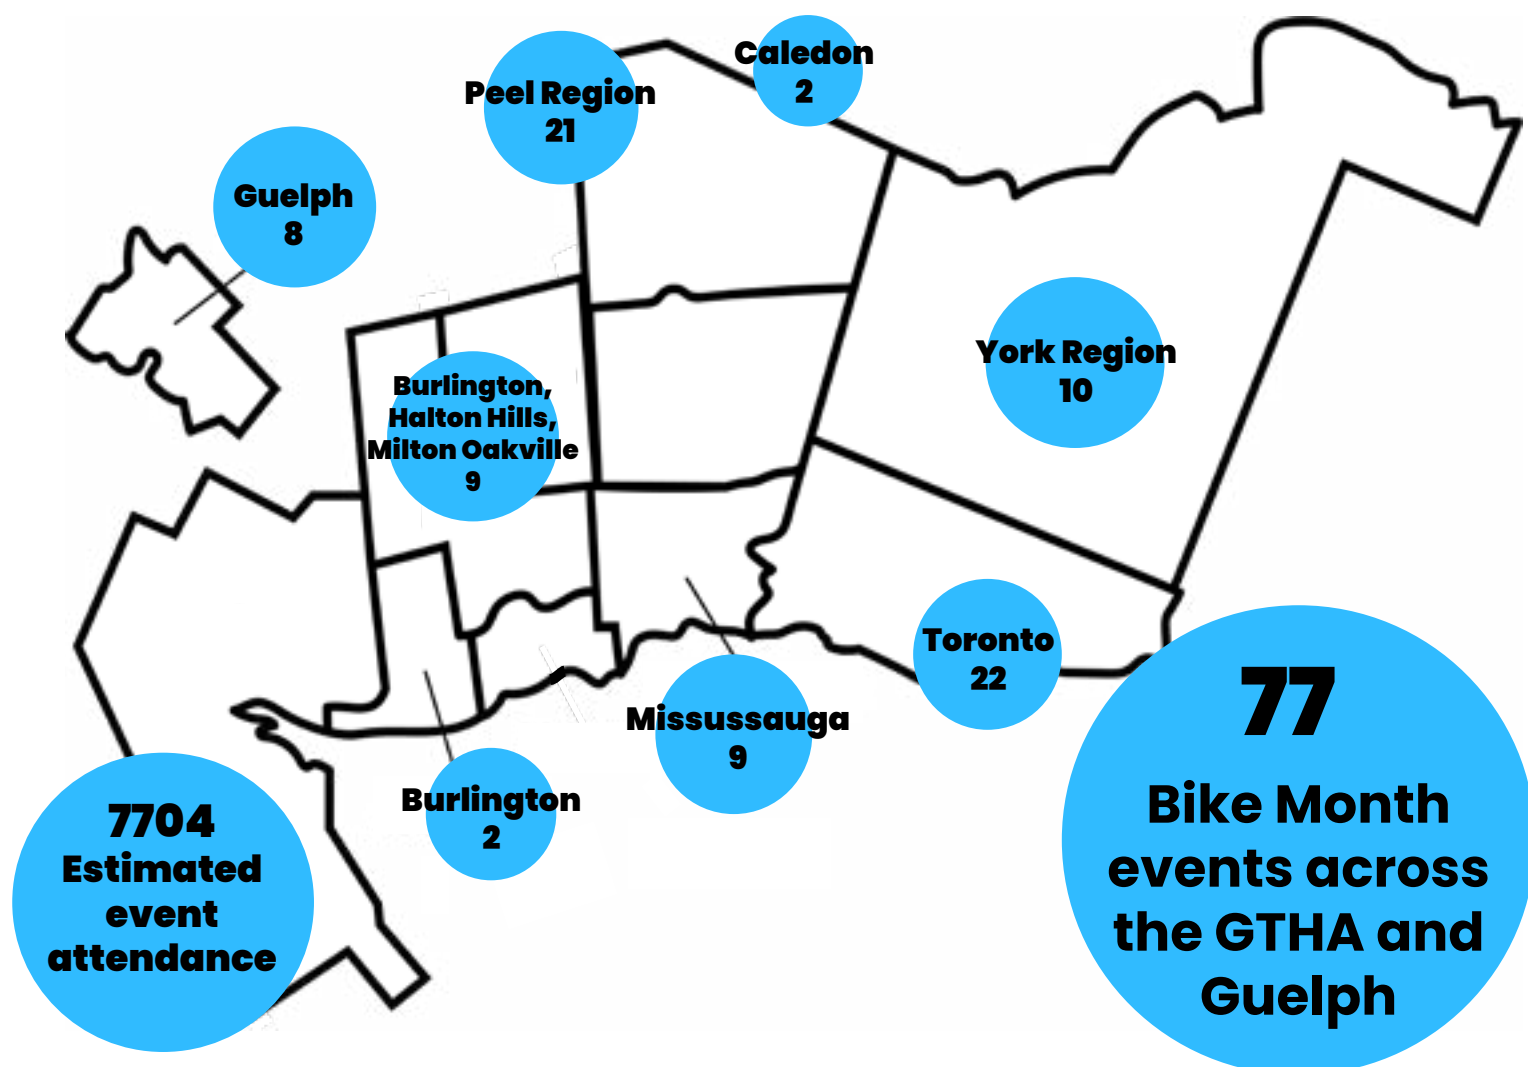 Caledon
2
Peel Region
21
Guelph
8
York Region
10
Burlington,
Halton Hills,
Milton Oakville
9
Toronto
22
Missussauga
9
Burlington
2
7704
Estimated
event
attendance
77
Bike Month
events across
the GTHA and
Guelph